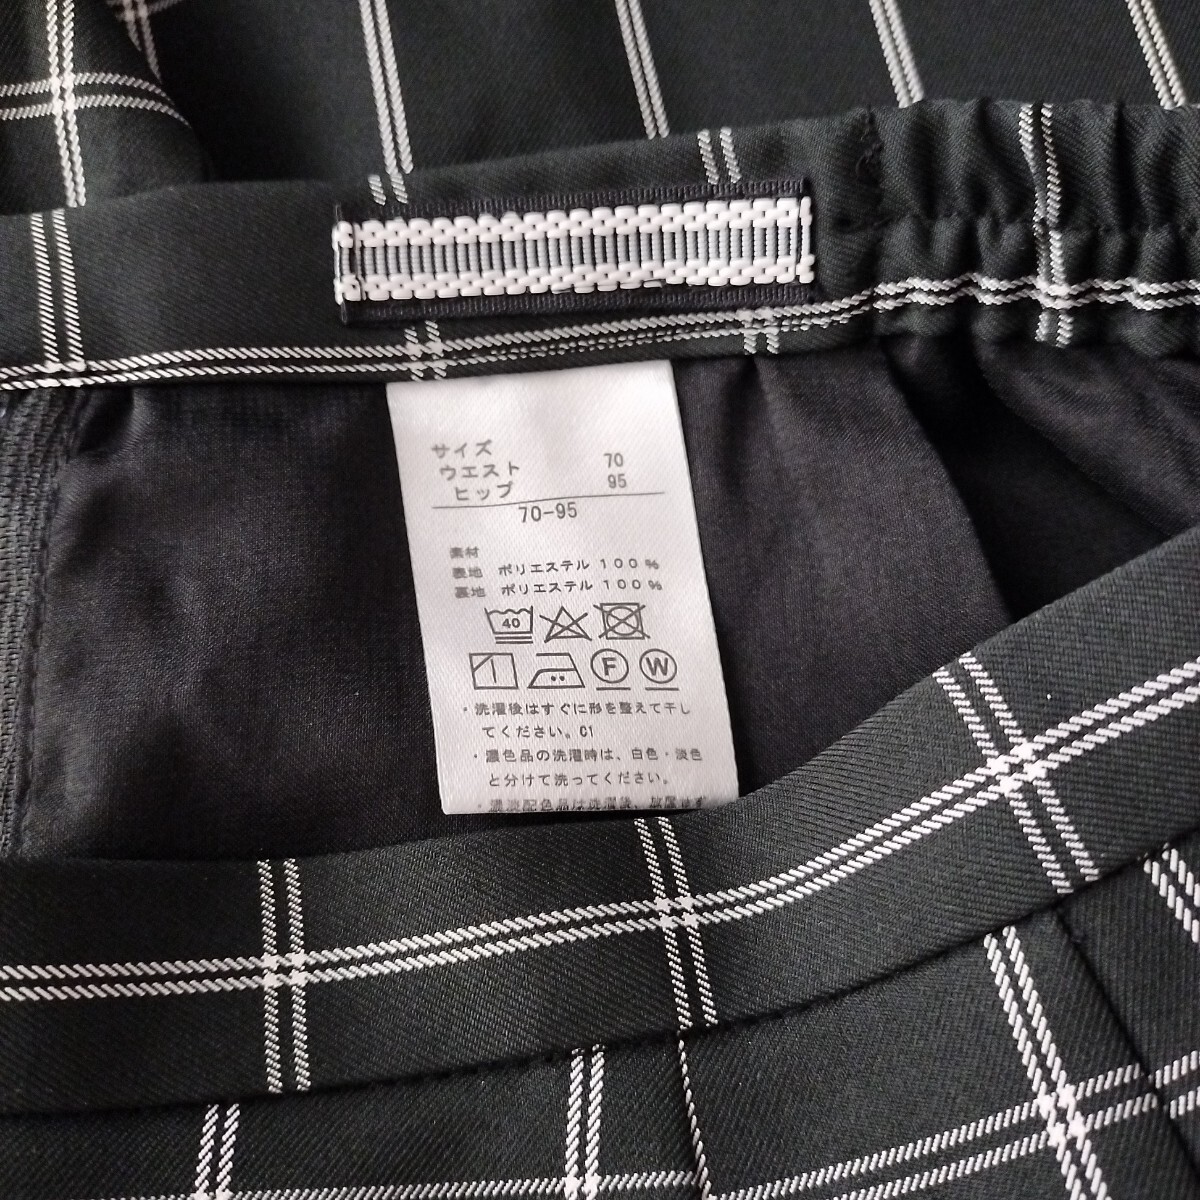 サイズ
ウエスト 70
ヒップ 95
70-95
素材
表地 ポリエステル 100%
裏地 ポリエステル 100%
40
F W
・洗濯後はすぐに形を整えて干し
てください。C1
・濃色品の洗濯時は、白色・淡色
と分けて洗ってください。